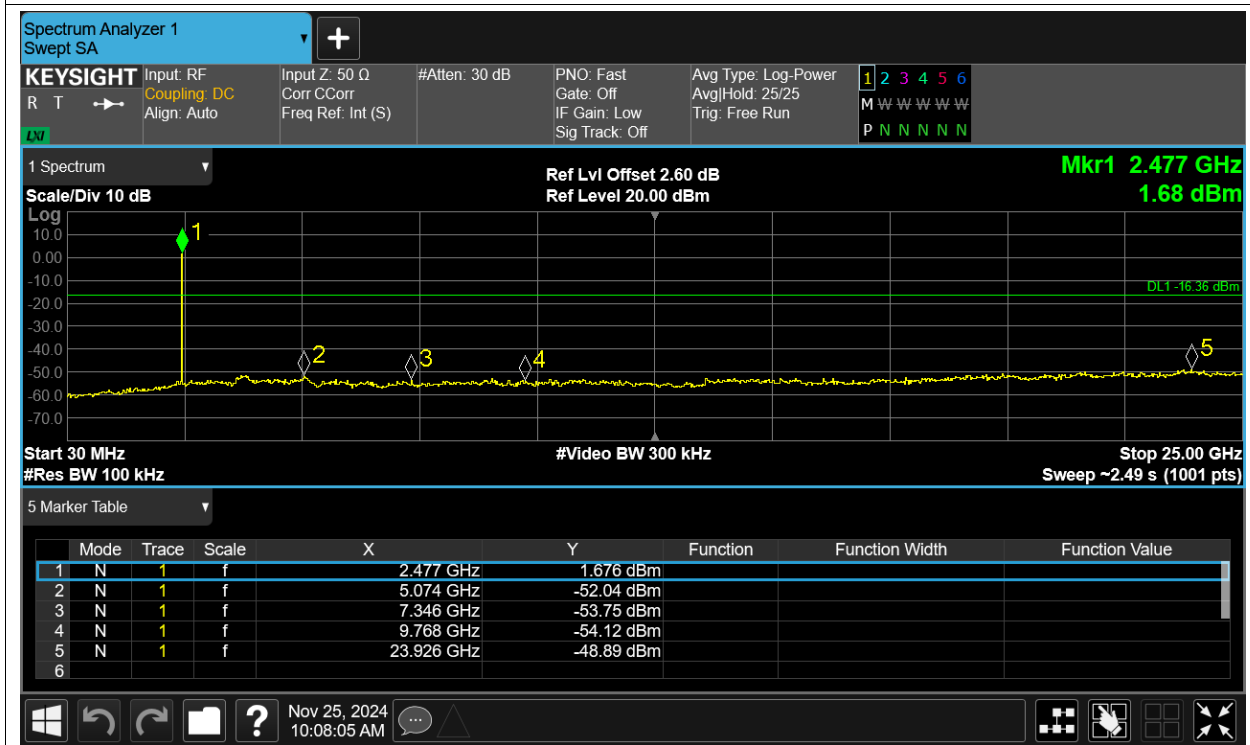 Spectrum Analyzer 1
Swept SA
KEYSIGHT
R T
LXI
Input: RF
Coupling: DC
Align: Auto
Input Z: 50 Ω
Corr CCorr
Freq Ref: Int (S)
#Atten: 30 dB
PNO: Fast
Gate: Off
IF Gain: Low
Sig Track: Off
Avg Type: Log-Power
Avg|Hold: 25/25
Trig: Free Run
1 2 3 4 5 6
M W W W W W
P N N N N N
1 Spectrum
Scale/Div 10 dB
Ref Lvl Offset 2.60 dB
Ref Level 20.00 dBm
Mkr1 2.477 GHz
1.68 dBm
Log
10.0
0.00
-10.0
-20.0
-30.0
-40.0
-50.0
-60.0
-70.0
1
DL1 -16.36 dBm
2
3
4
5
Start 30 MHz
#Video BW 300 kHz
Stop 25.00 GHz
#Res BW 100 kHz
Sweep ~2.49 s (1001 pts)
5 Marker Table
Mode Trace Scale X Y Function Function Width Function Value
1 N 1 f 2.477 GHz 1.676 dBm
2 N 1 f 5.074 GHz -52.04 dBm
3 N 1 f 7.346 GHz -53.75 dBm
4 N 1 f 9.768 GHz -54.12 dBm
5 N 1 f 23.926 GHz -48.89 dBm
6
?
Nov 25, 2024
10:08:05 AM